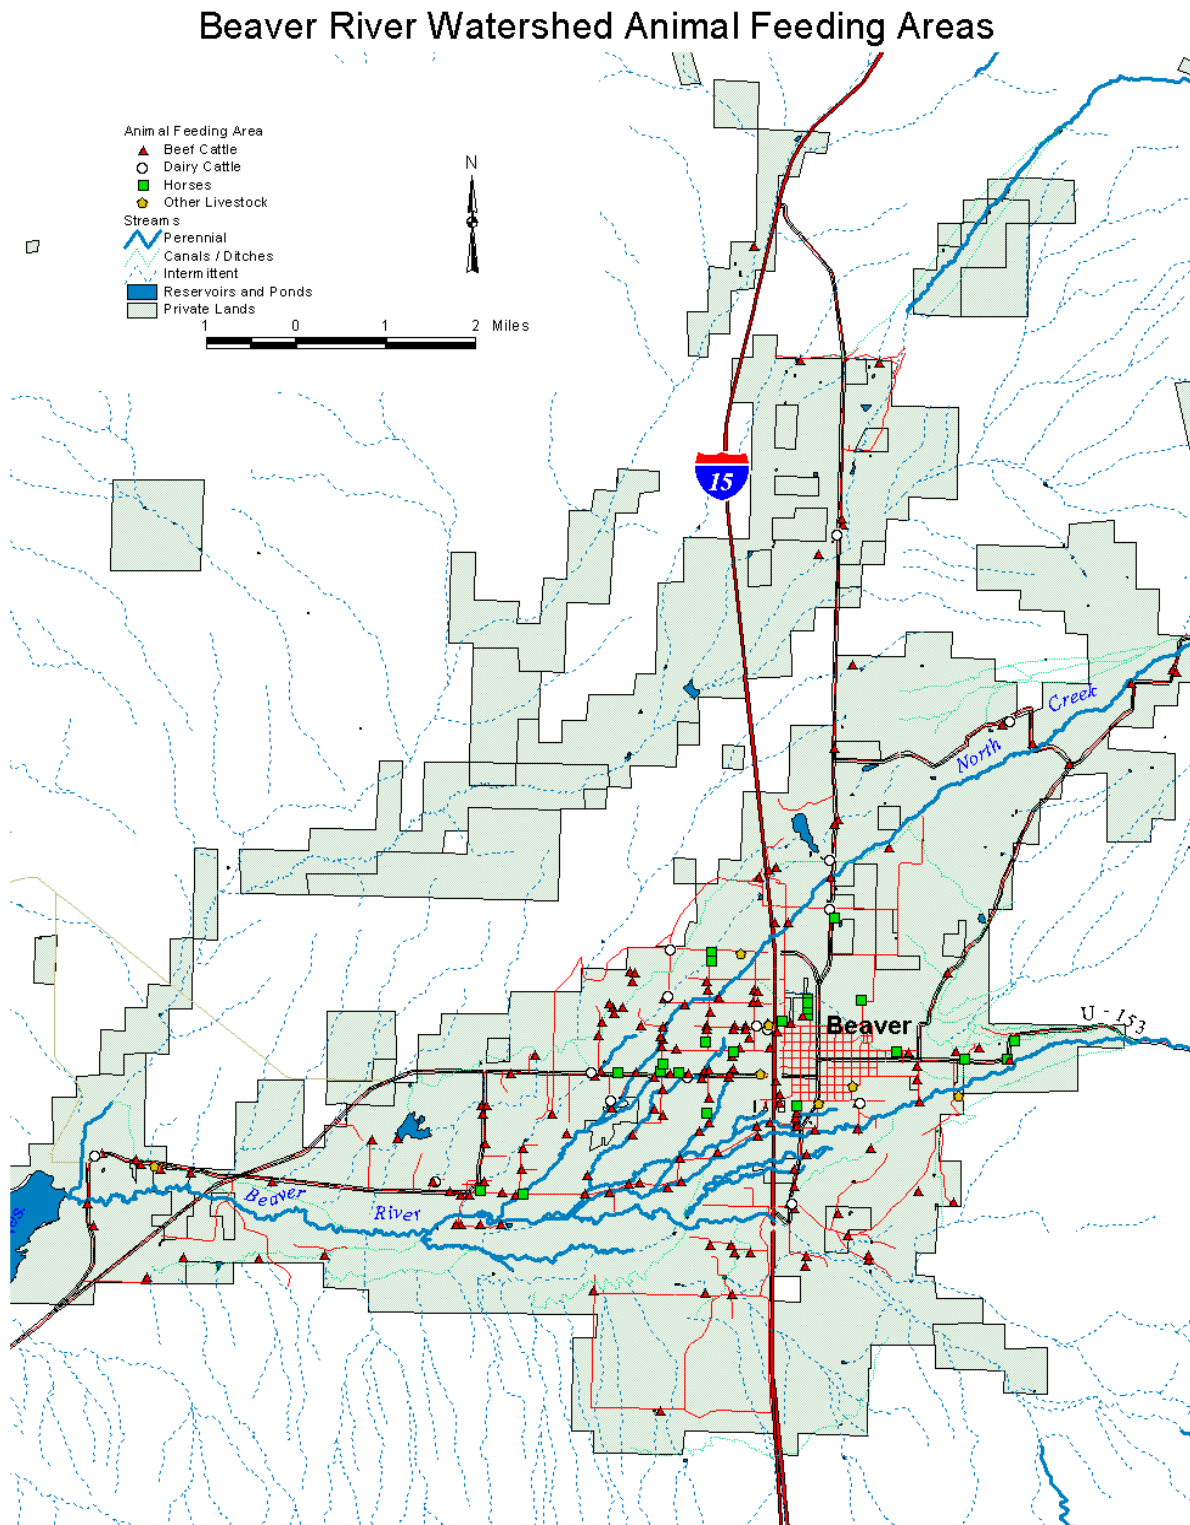 Beaver River Watershed Animal Feeding Areas
Animal Feeding Area
Beef Cattle
Dairy Cattle
Horses
Other Livestock
Streams
Perennial
Canals / Ditches
Intermittent
Reservoirs and Ponds
Private Lands
N
1 0 1 2 Miles
15
North Creek
U - 153
Beaver
Beaver River